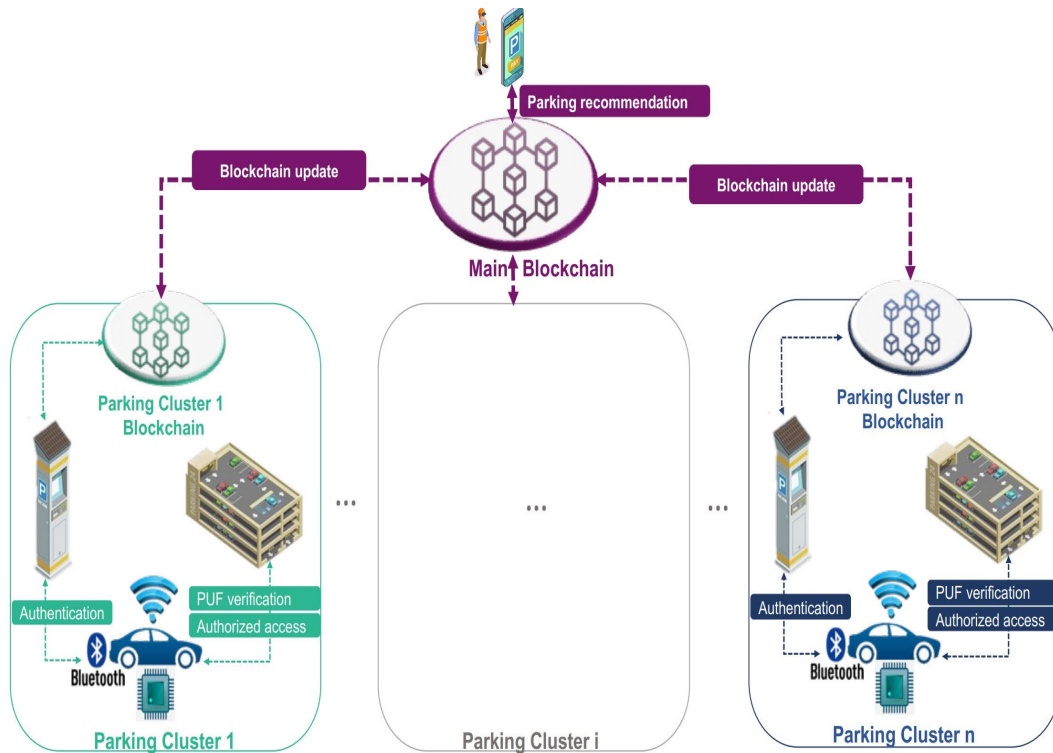 Parking recommendation
Blockchain update
Blockchain update
Main Blockchain
Parking Cluster 1
Blockchain
P
Authentication
PUF verification
Authorized access
Bluetooth
Parking Cluster 1
...
...
Parking Cluster i
...
Parking Cluster n
Blockchain
P
Authentication
PUF verification
Authorized access
Bluetooth
Parking Cluster n